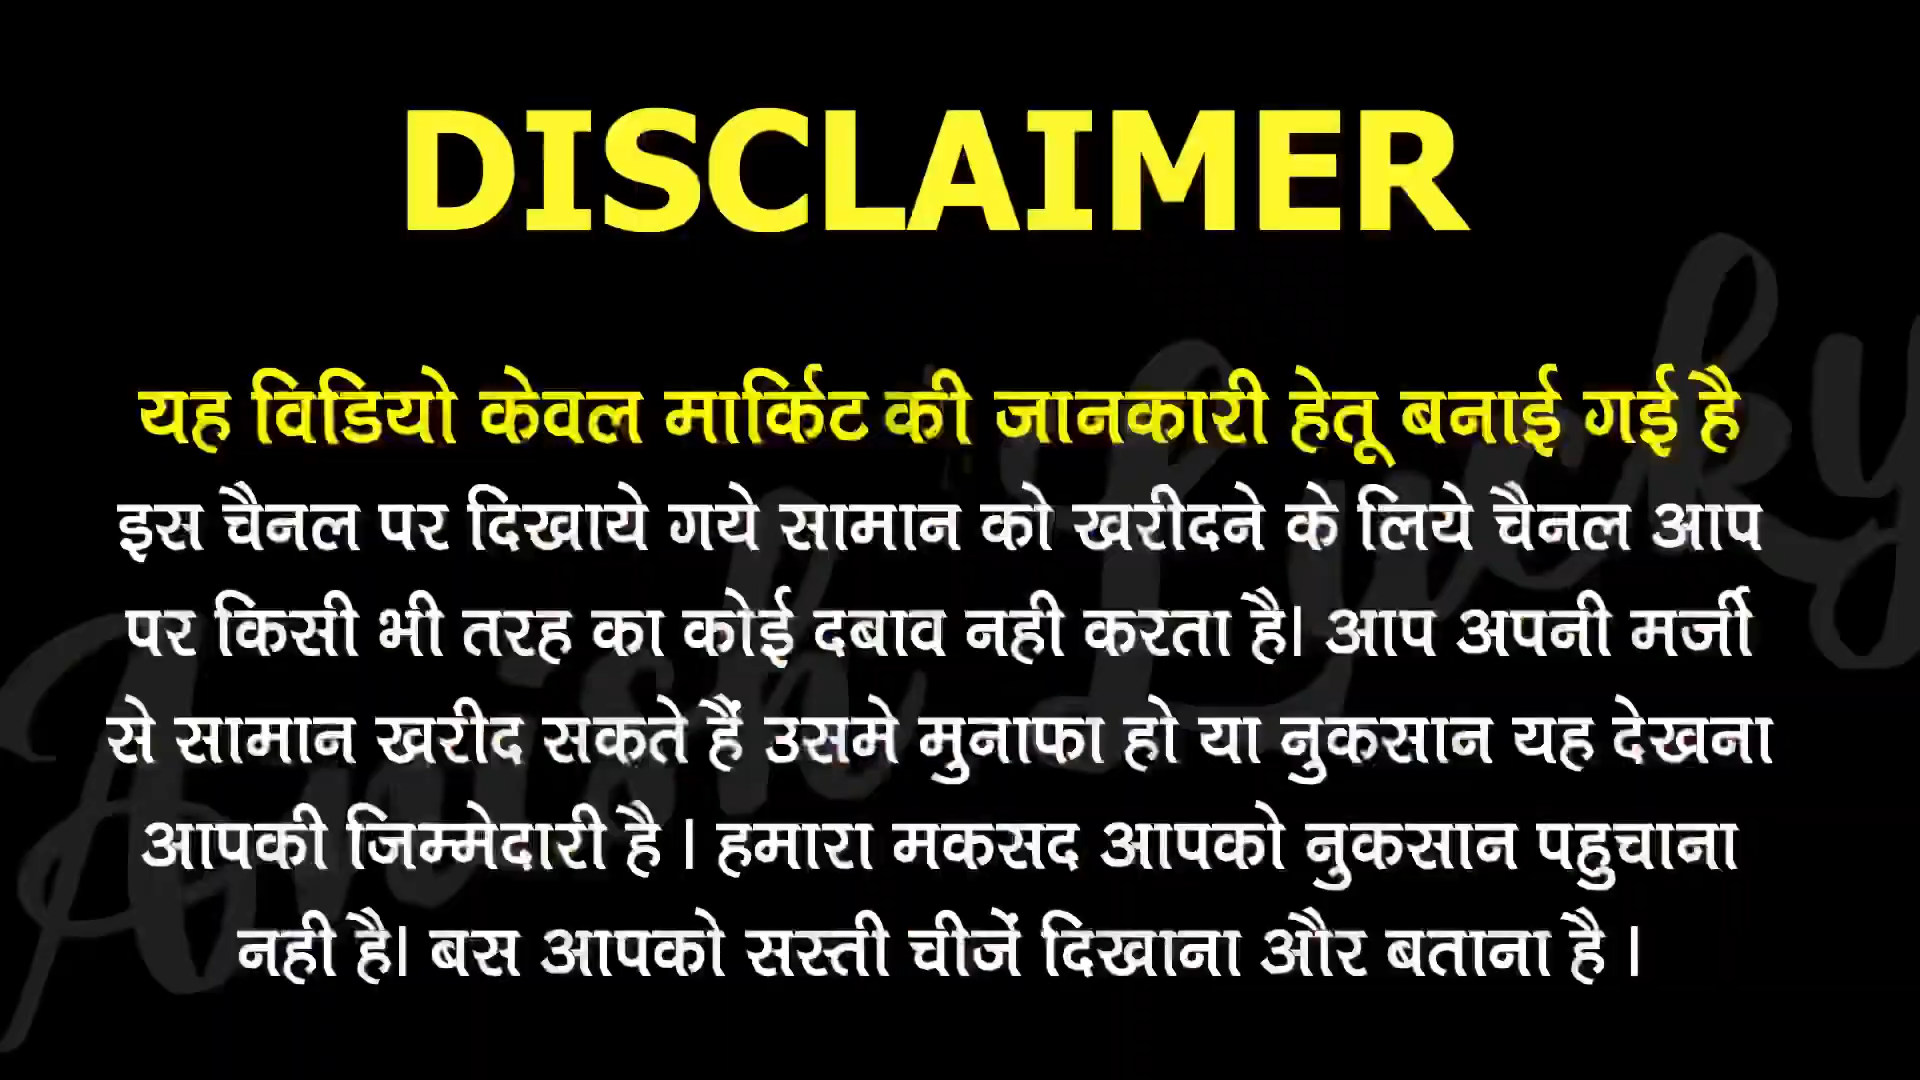 DISCLAIMER
यह विडियो केवल मार्किट की जानकारी हेतू बनाई गई है
इस चैनल पर दिखाये गये सामान को खरीदने के लिये चैनल आप
पर किसी भी तरह का कोई दबाव नही करता है। आप अपनी मर्जी
से सामान खरीद सकते हैं उसमे मुनाफा हो या नुकसान यह देखना
आपकी जिम्मेदारी है । हमारा मकसद आपको नुकसान पहुचाना
नही है। बस आपको सस्ती चीजें दिखाना और बताना है ।
Anish Lucky